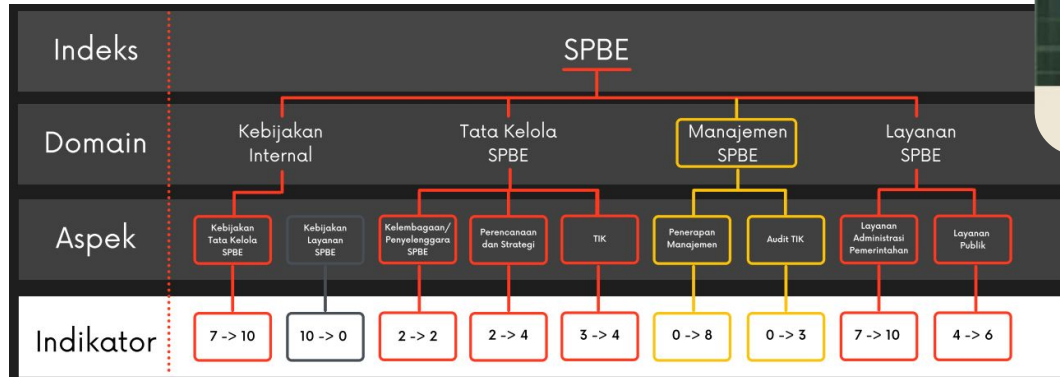 Indeks
SPBE
Domain
Kebijakan
Internal
Tata Kelola
SPBE
Manajemen
SPBE
Layanan
SPBE
Aspek
Kebijakan
Tata Kelola
SPBE
Kebijakan
Layanan
SPBE
Kelembagaan/
Penyelenggara
SPBE
Perencanaan
dan Strategi
TIK
Penerapan
Manajemen
Audit TIK
Layanan
Administrasi
Pemerintahan
Layanan
Publik
Indikator
7 -> 10
10 -> 0
2 -> 2
2 -> 4
3 -> 4
0 -> 8
0 -> 3
7 -> 10
4 -> 6